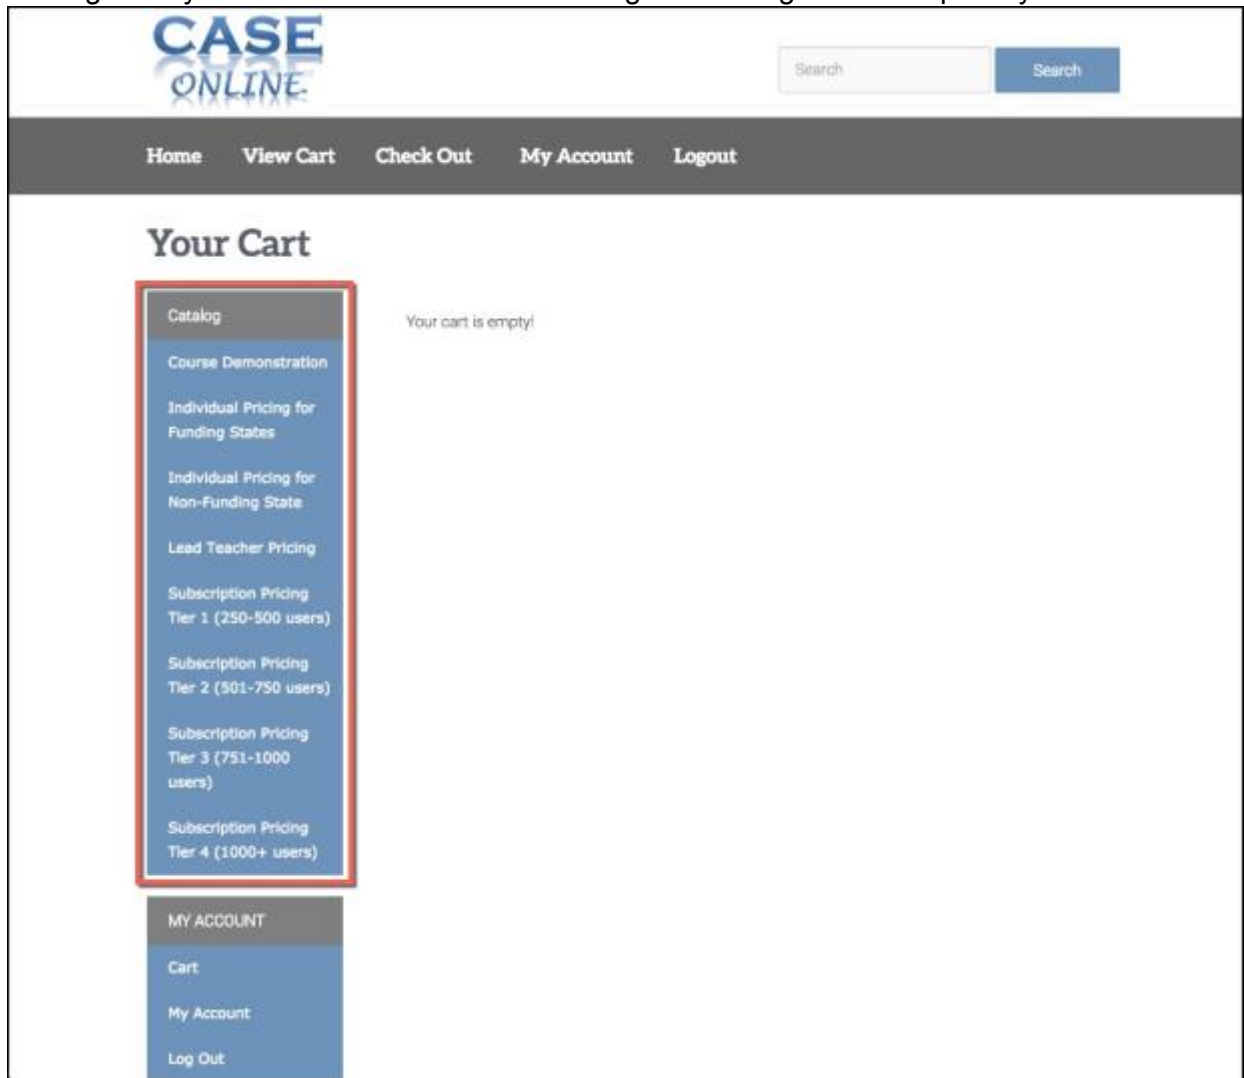 CASE
ONLINE
Search
Search
Home View Cart Check Out My Account Logout
Your Cart
Catalog
Your cart is empty!
Course Demonstration
Individual Pricing for
Funding States
Individual Pricing for
Non-Funding State
Lead Teacher Pricing
Subscription Pricing
Tier 1 (250-500 users)
Subscription Pricing
Tier 2 (501-750 users)
Subscription Pricing
Tier 3 (751-1000
users)
Subscription Pricing
Tier 4 (1000+ users)
MY ACCOUNT
Cart
My Account
Log Out